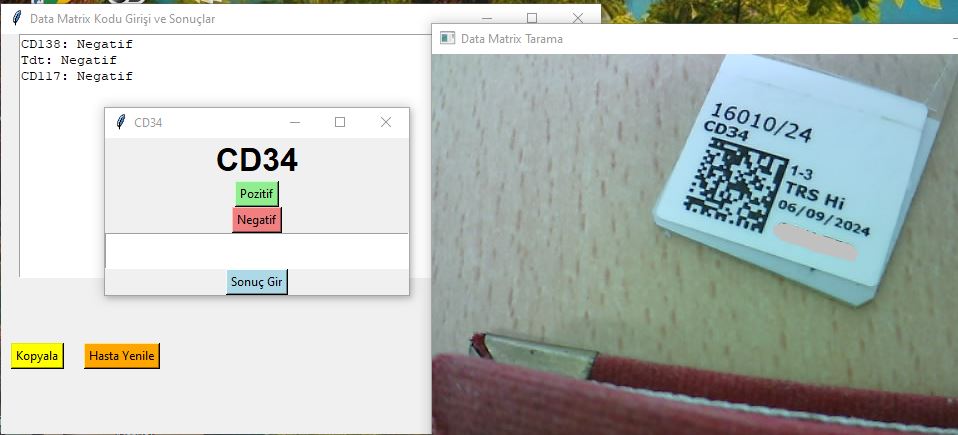 Data Matrix Kodu Girişi ve Sonuçlar
CD138: Negatif
Tdt: Negatif
CD117: Negatif
CD34
CD34
Pozitif
Negatif
Sonuç Gir
Kopyala
Hasta Yenile
Data Matrix Tarama
16010/24
CD34
1-3
TRS Hi
06/09/2024